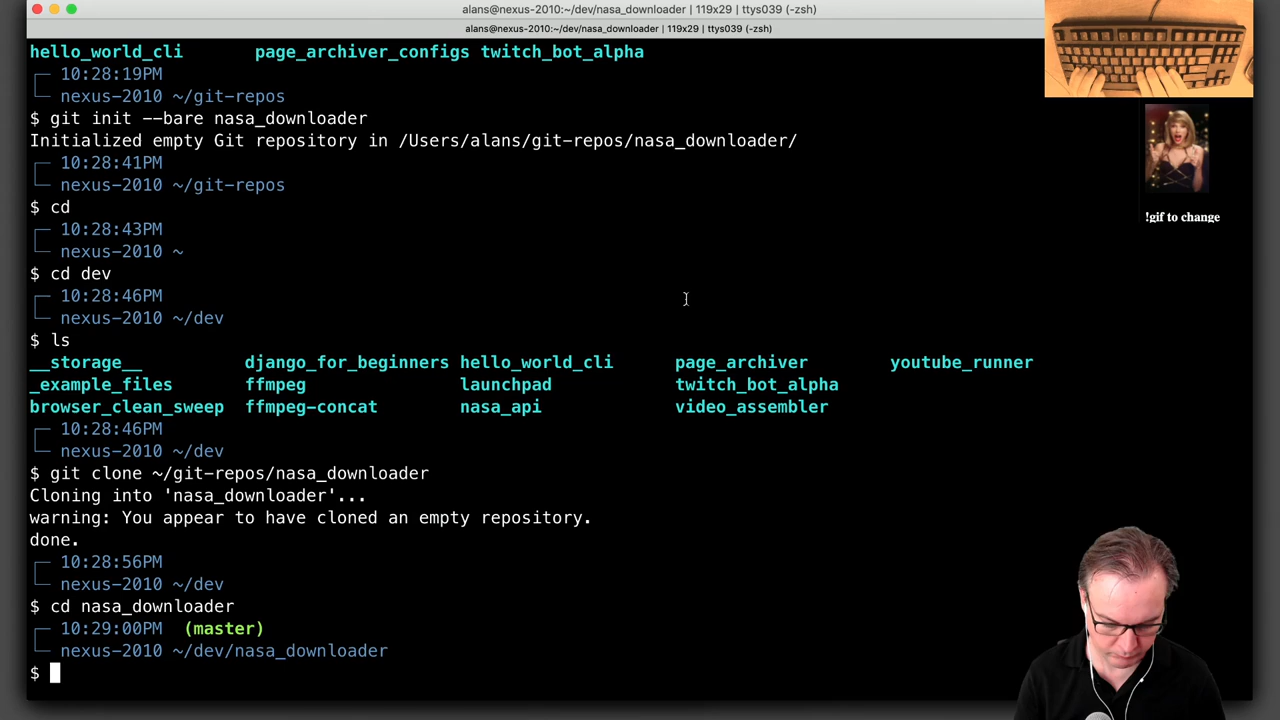 alans@nexus-2010:~/dev/nasa_downloader | 119x29 | ttys039 (-zsh)
alans@nexus-2010:~/dev/nasa_downloader | 119x29 | ttys039 (-zsh)
hello_world_cli page_archiver_configs twitch_bot_alpha
10:28:19PM
nexus-2010 ~/git-repos
$ git init --bare nasa_downloader
Initialized empty Git repository in /Users/alans/git-repos/nasa_downloader/
10:28:41PM
nexus-2010 ~/git-repos
$ cd
10:28:43PM
nexus-2010 ~
$ cd dev
10:28:46PM
nexus-2010 ~/dev
$ ls
__storage__ django_for_beginners hello_world_cli page_archiver youtube_runner
_example_files ffmpeg launchpad twitch_bot_alpha
browser_clean_sweep ffmpeg-concat nasa_api video_assembler
10:28:46PM
nexus-2010 ~/dev
$ git clone ~/git-repos/nasa_downloader
Cloning into 'nasa_downloader'...
warning: You appear to have cloned an empty repository.
done.
10:28:56PM
nexus-2010 ~/dev
$ cd nasa_downloader
10:29:00PM (master)
nexus-2010 ~/dev/nasa_downloader
$
!gif to change